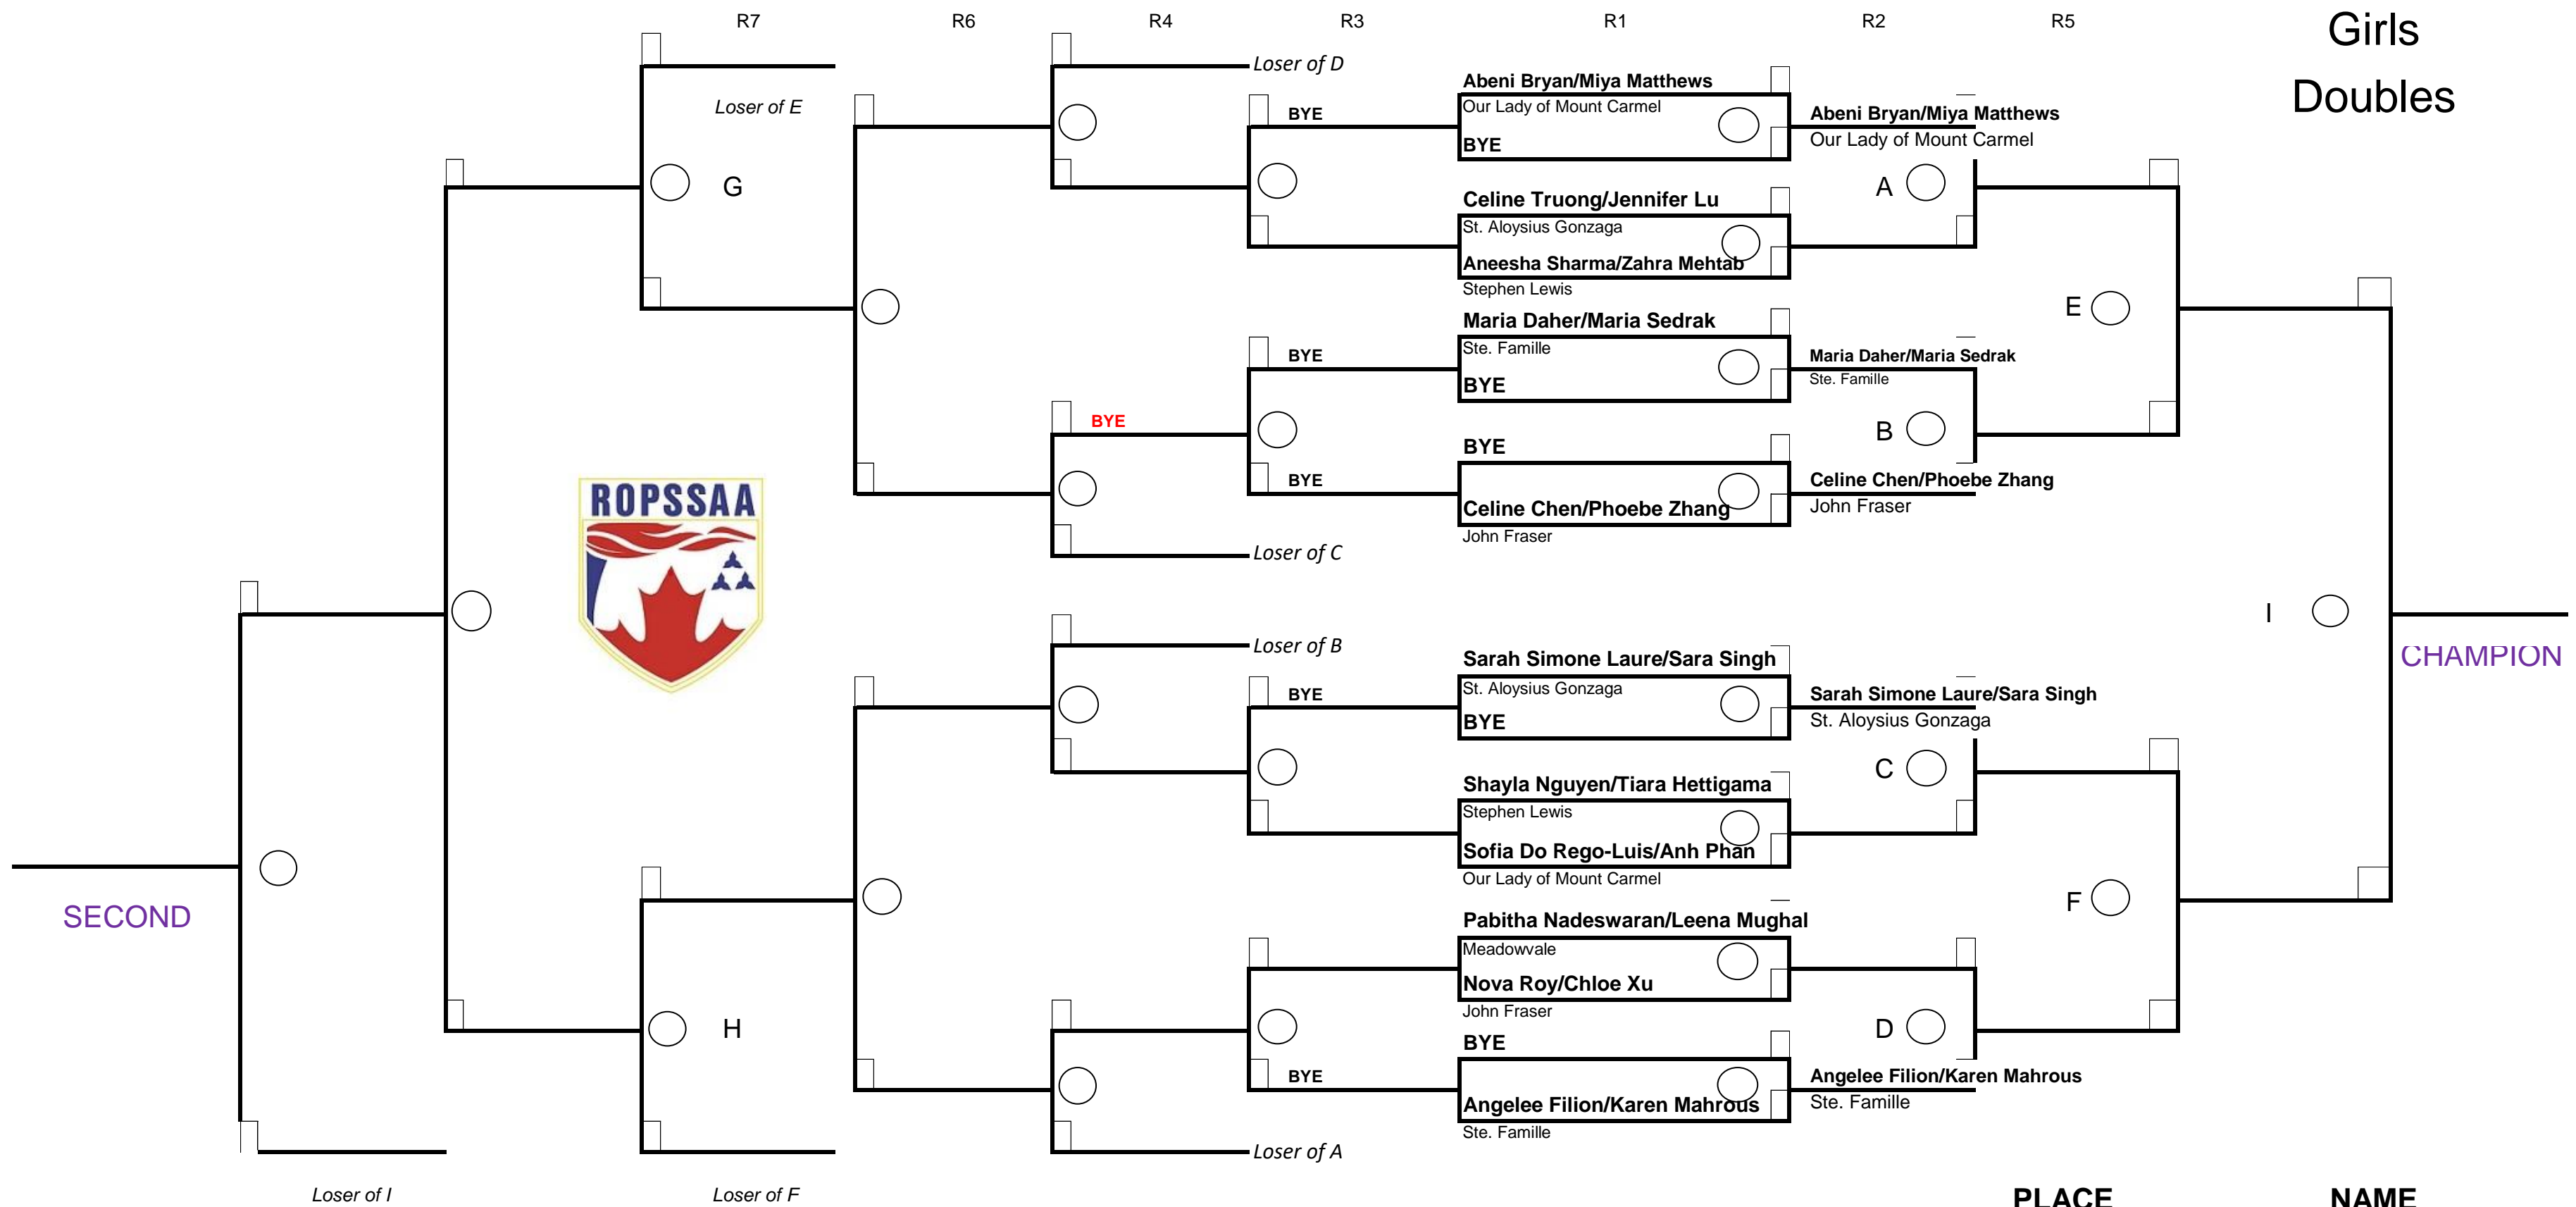 R7
R6
R4
R3
R1
R2
R5
Girls
Doubles
Loser of D
Abeni Bryan/Miya Matthews
Loser of E
BYE
Our Lady of Mount Carmel
Abeni Bryan/Miya Matthews
BYE
Our Lady of Mount Carmel
G
A
Celine Truong/Jennifer Lu
St. Aloysius Gonzaga
Aneesha Sharma/Zahra Mehtab
Stephen Lewis
E
Maria Daher/Maria Sedrak
BYE
Ste. Famille
Maria Daher/Maria Sedrak
BYE
Ste. Famille
BYE
B
BYE
BYE
Celine Chen/Phoebe Zhang
ROPSSAA
Celine Chen/Phoebe Zhang
John Fraser
John Fraser
Loser of C
I
Loser of B
Sarah Simone Laure/Sara Singh
CHAMPION
BYE
St. Aloysius Gonzaga
Sarah Simone Laure/Sara Singh
BYE
St. Aloysius Gonzaga
C
Shayla Nguyen/Tiara Hettigama
Stephen Lewis
Sofia Do Rego-Luis/Anh Phan
Our Lady of Mount Carmel
F
SECOND
Pabitha Nadeswaran/Leena Mughal
Meadowvale
Nova Roy/Chloe Xu
John Fraser
H
D
BYE
BYE
Angelee Filion/Karen Mahrous
Angelee Filion/Karen Mahrous
Ste. Famille
Ste. Famille
Loser of A
Loser of I
Loser of F
PLACE
NAME